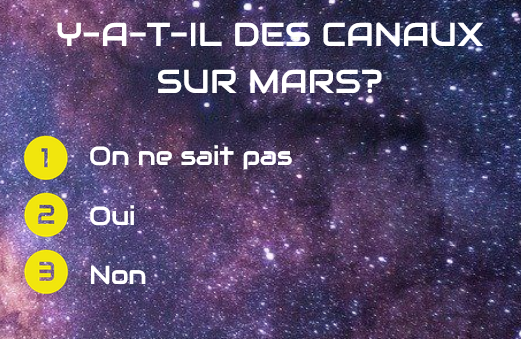 Y-A-T-IL DES CANAUX
SUR MARS?
1 On ne sait pas
2 Oui
3 Non